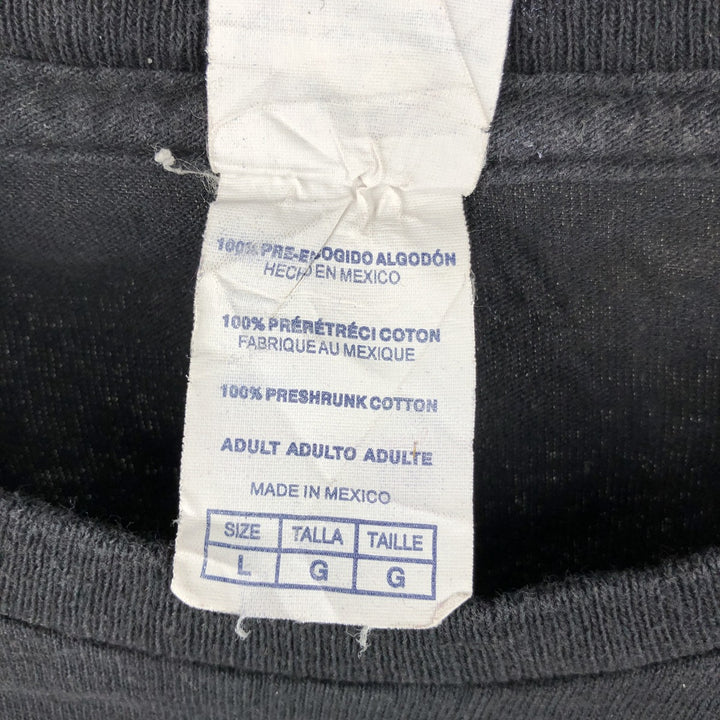 100% PRE-ENOGIDO ALGODÓN
HECHO EN MEXICO
100% PRÉRÉTRÉCI COTON
FABRIQUE AU MEXIQUE
100% PRESHRUNK COTTON
ADULT ADULTO ADULTE
MADE IN MEXICO
SIZE TALLA TAILLE
L G G